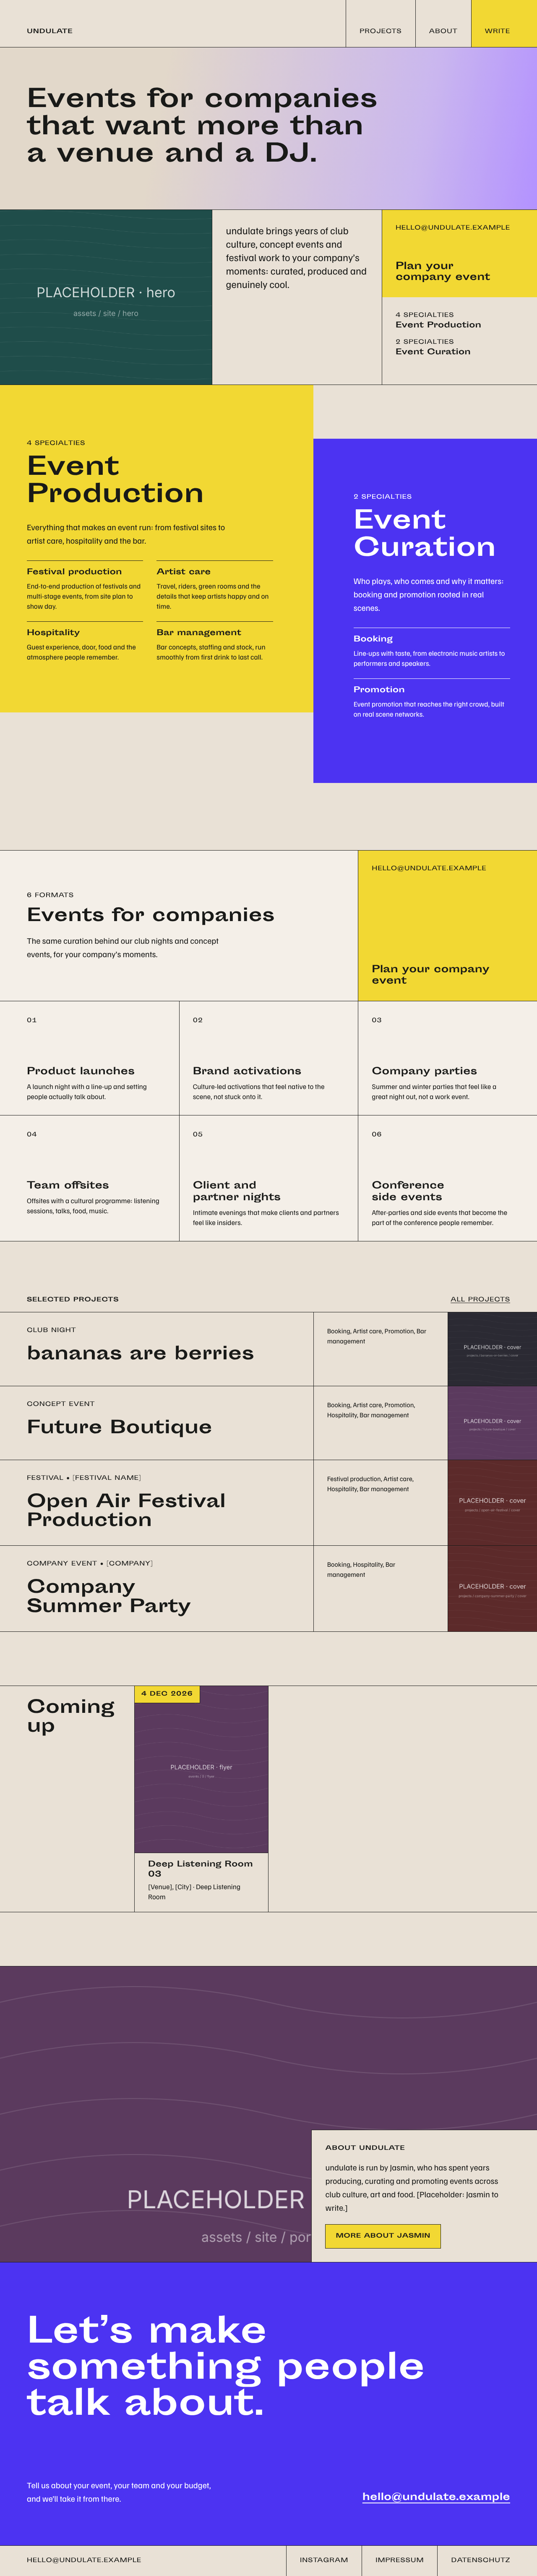 UNDULATE
PROJECTS
ABOUT
WRITE
Events for companies
that want more than
a venue and a DJ.
PLACEHOLDER · hero
assets / site / hero
undulate brings years of club
culture, concept events and
festival work to your company's
moments: curated, produced and
genuinely cool.
HELLO@UNDULATE.EXAMPLE
Plan your
company event
4 SPECIALTIES
Event Production
2 SPECIALTIES
Event Curation
4 SPECIALTIES
Event
Production
Everything that makes an event run: from festival sites to
artist care, hospitality and the bar.
Festival production
End-to-end production of festivals and
multi-stage events, from site plan to
show day.
Artist care
Travel, riders, green rooms and the
details that keep artists happy and on
time.
Hospitality
Guest experience, door, food and the
atmosphere people remember.
Bar management
Bar concepts, staffing and stock, run
smoothly from first drink to last call.
2 SPECIALTIES
Event
Curation
Who plays, who comes and why it matters:
booking and promotion rooted in real
scenes.
Booking
Line-ups with taste, from electronic music artists to
performers and speakers.
Promotion
Event promotion that reaches the right crowd, built
on real scene networks.
6 FORMATS
Events for companies
The same curation behind our club nights and concept
events, for your company's moments.
HELLO@UNDULATE.EXAMPLE
Plan your company
event
01
Product launches
A launch night with a line-up and setting
people actually talk about.
02
Brand activations
Culture-led activations that feel native to the
scene, not stuck onto it.
03
Company parties
Summer and winter parties that feel like a
great night out, not a work event.
04
Team offsites
Offsites with a cultural programme: listening
sessions, talks, food, music.
05
Client and
partner nights
Intimate evenings that make clients and partners
feel like insiders.
06
Conference
side events
After-parties and side events that become the
part of the conference people remember.
SELECTED PROJECTS
ALL PROJECTS
CLUB NIGHT
bananas are berries
Booking, Artist care, Promotion, Bar
management
PLACEHOLDER · cover
CONCEPT EVENT
Future Boutique
Booking, Artist care, Promotion,
Hospitality, Bar management
PLACEHOLDER · cover
FESTIVAL • [FESTIVAL NAME]
Open Air Festival
Production
Festival production, Artist care,
Hospitality, Bar management
PLACEHOLDER · cover
projects / open-air-festival / cover
COMPANY EVENT • [COMPANY]
Company
Summer Party
Booking, Hospitality, Bar
management
PLACEHOLDER · cover
projects / company-summer-party / cover
Coming
up
4 DEC 2026
PLACEHOLDER · flyer
Deep Listening Room
03
[Venue], [City] · Deep Listening
Room
PLACEHOLDER
assets / site / por
ABOUT UNDULATE
undulate is run by Jasmin, who has spent years
producing, curating and promoting events across
club culture, art and food. [Placeholder: Jasmin to
write.]
MORE ABOUT JASMIN
Let's make
something people
talk about.
Tell us about your event, your team and your budget,
and we'll take it from there.
hello@undulate.example
HELLO@UNDULATE.EXAMPLE
INSTAGRAM
IMPRESSUM
DATENSCHUTZ